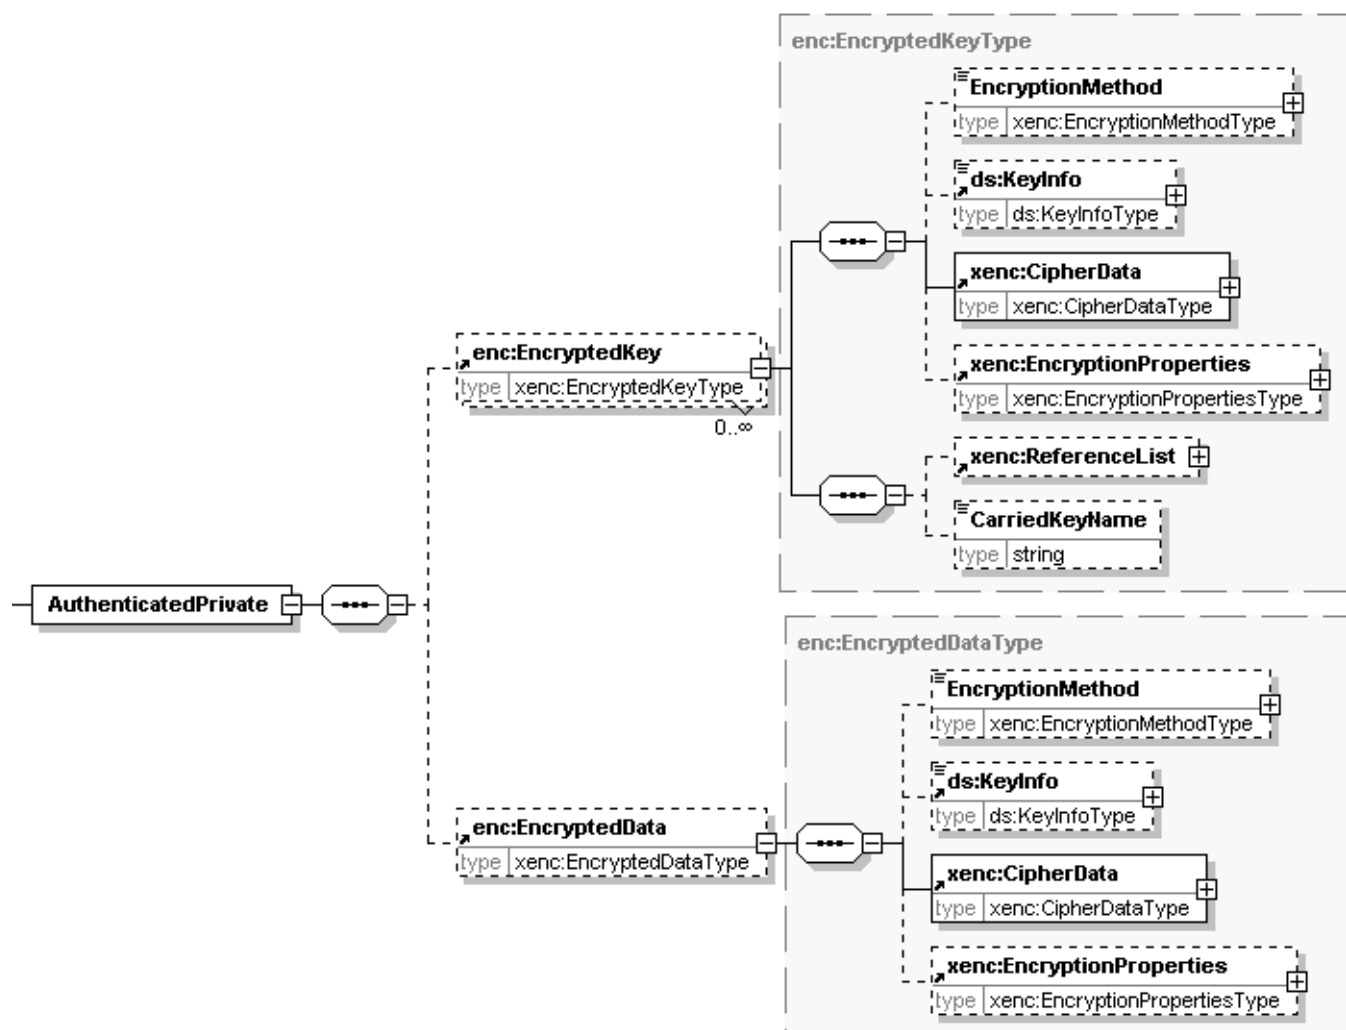 enc:EncryptedKeyType
EncryptionMethod
type xenc:EncryptionMethodType
ds:KeyInfo
type ds:KeyInfoType
xenc:CipherData
type xenc:CipherDataType
enc:EncryptedKey
type xenc:EncryptedKeyType
0..∞
xenc:EncryptionProperties
type xenc:EncryptionPropertiesType
xenc:ReferenceList
CarriedKeyName
type string
AuthenticatedPrivate
enc:EncryptedDataType
EncryptionMethod
type xenc:EncryptionMethodType
ds:KeyInfo
type ds:KeyInfoType
enc:EncryptedData
type xenc:EncryptedDataType
xenc:CipherData
type xenc:CipherDataType
xenc:EncryptionProperties
type xenc:EncryptionPropertiesType